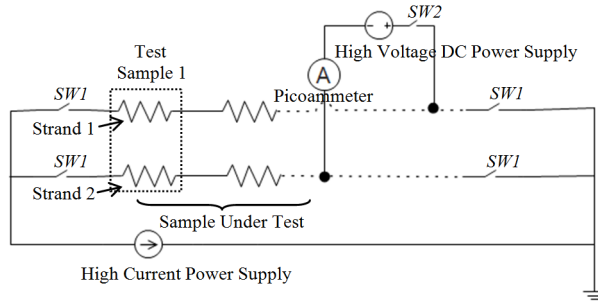 SW2
High Voltage DC Power Supply
Test
Sample 1
A
Picoammeter
SW1
SW1
Strand 1
SW1
SW1
Strand 2
Sample Under Test
High Current Power Supply